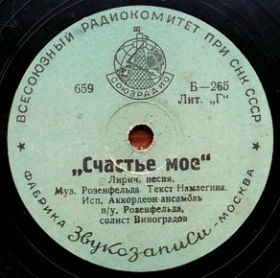 ВСЕСОЮЗНЫЙ РАДИОКОМИТЕТ ПРИ СНК СССР
СОЮЗРАДИО
659
Б—265
Лит. „Г"
„Счастье мое"
Лирич. песня.
Муз. Розенфельда. Текст Намлегина.
Исп. Аккордеон-ансамбль
п/у. Розенфельда,
солист Виноградов
ФАБРИКА Звукозаписи—МОСКВА